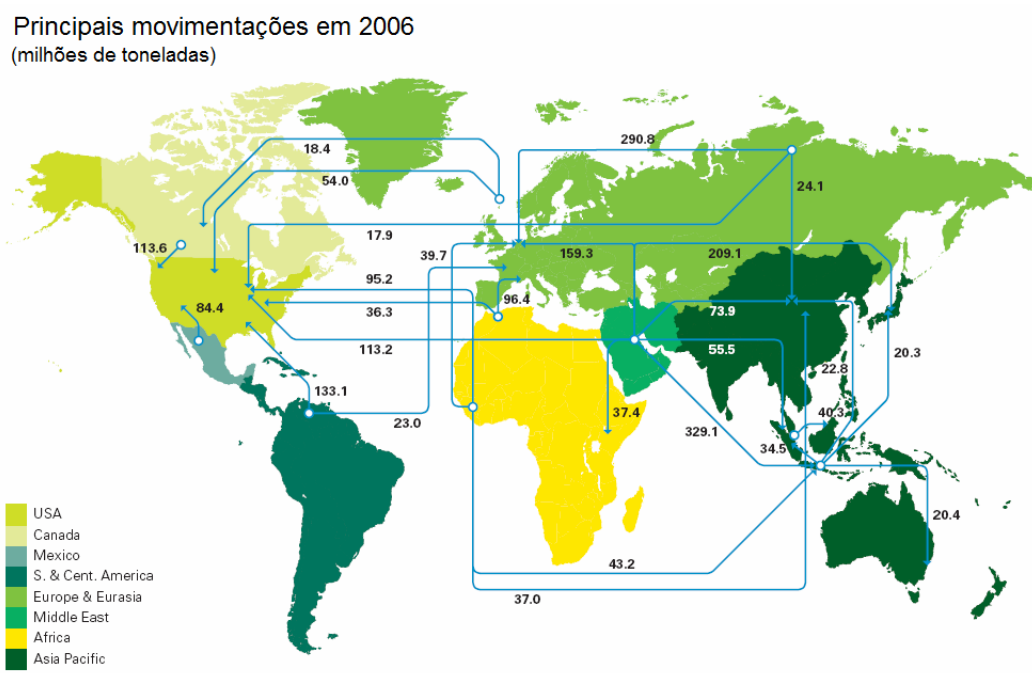 Principais movimentações em 2006
(milhões de toneladas)
18.4
290.8
54.0
24.1
17.9
113.6
39.7
159.3
209.1
95.2
84.4
36.3
96.4
73.9
113.2
55.5
20.3
22.8
133.1
23.0
37.4
40.3
329.1
34.5
20.4
43.2
37.0
USA
Canada
Mexico
S. & Cent. America
Europe & Eurasia
Middle East
Africa
Asia Pacific